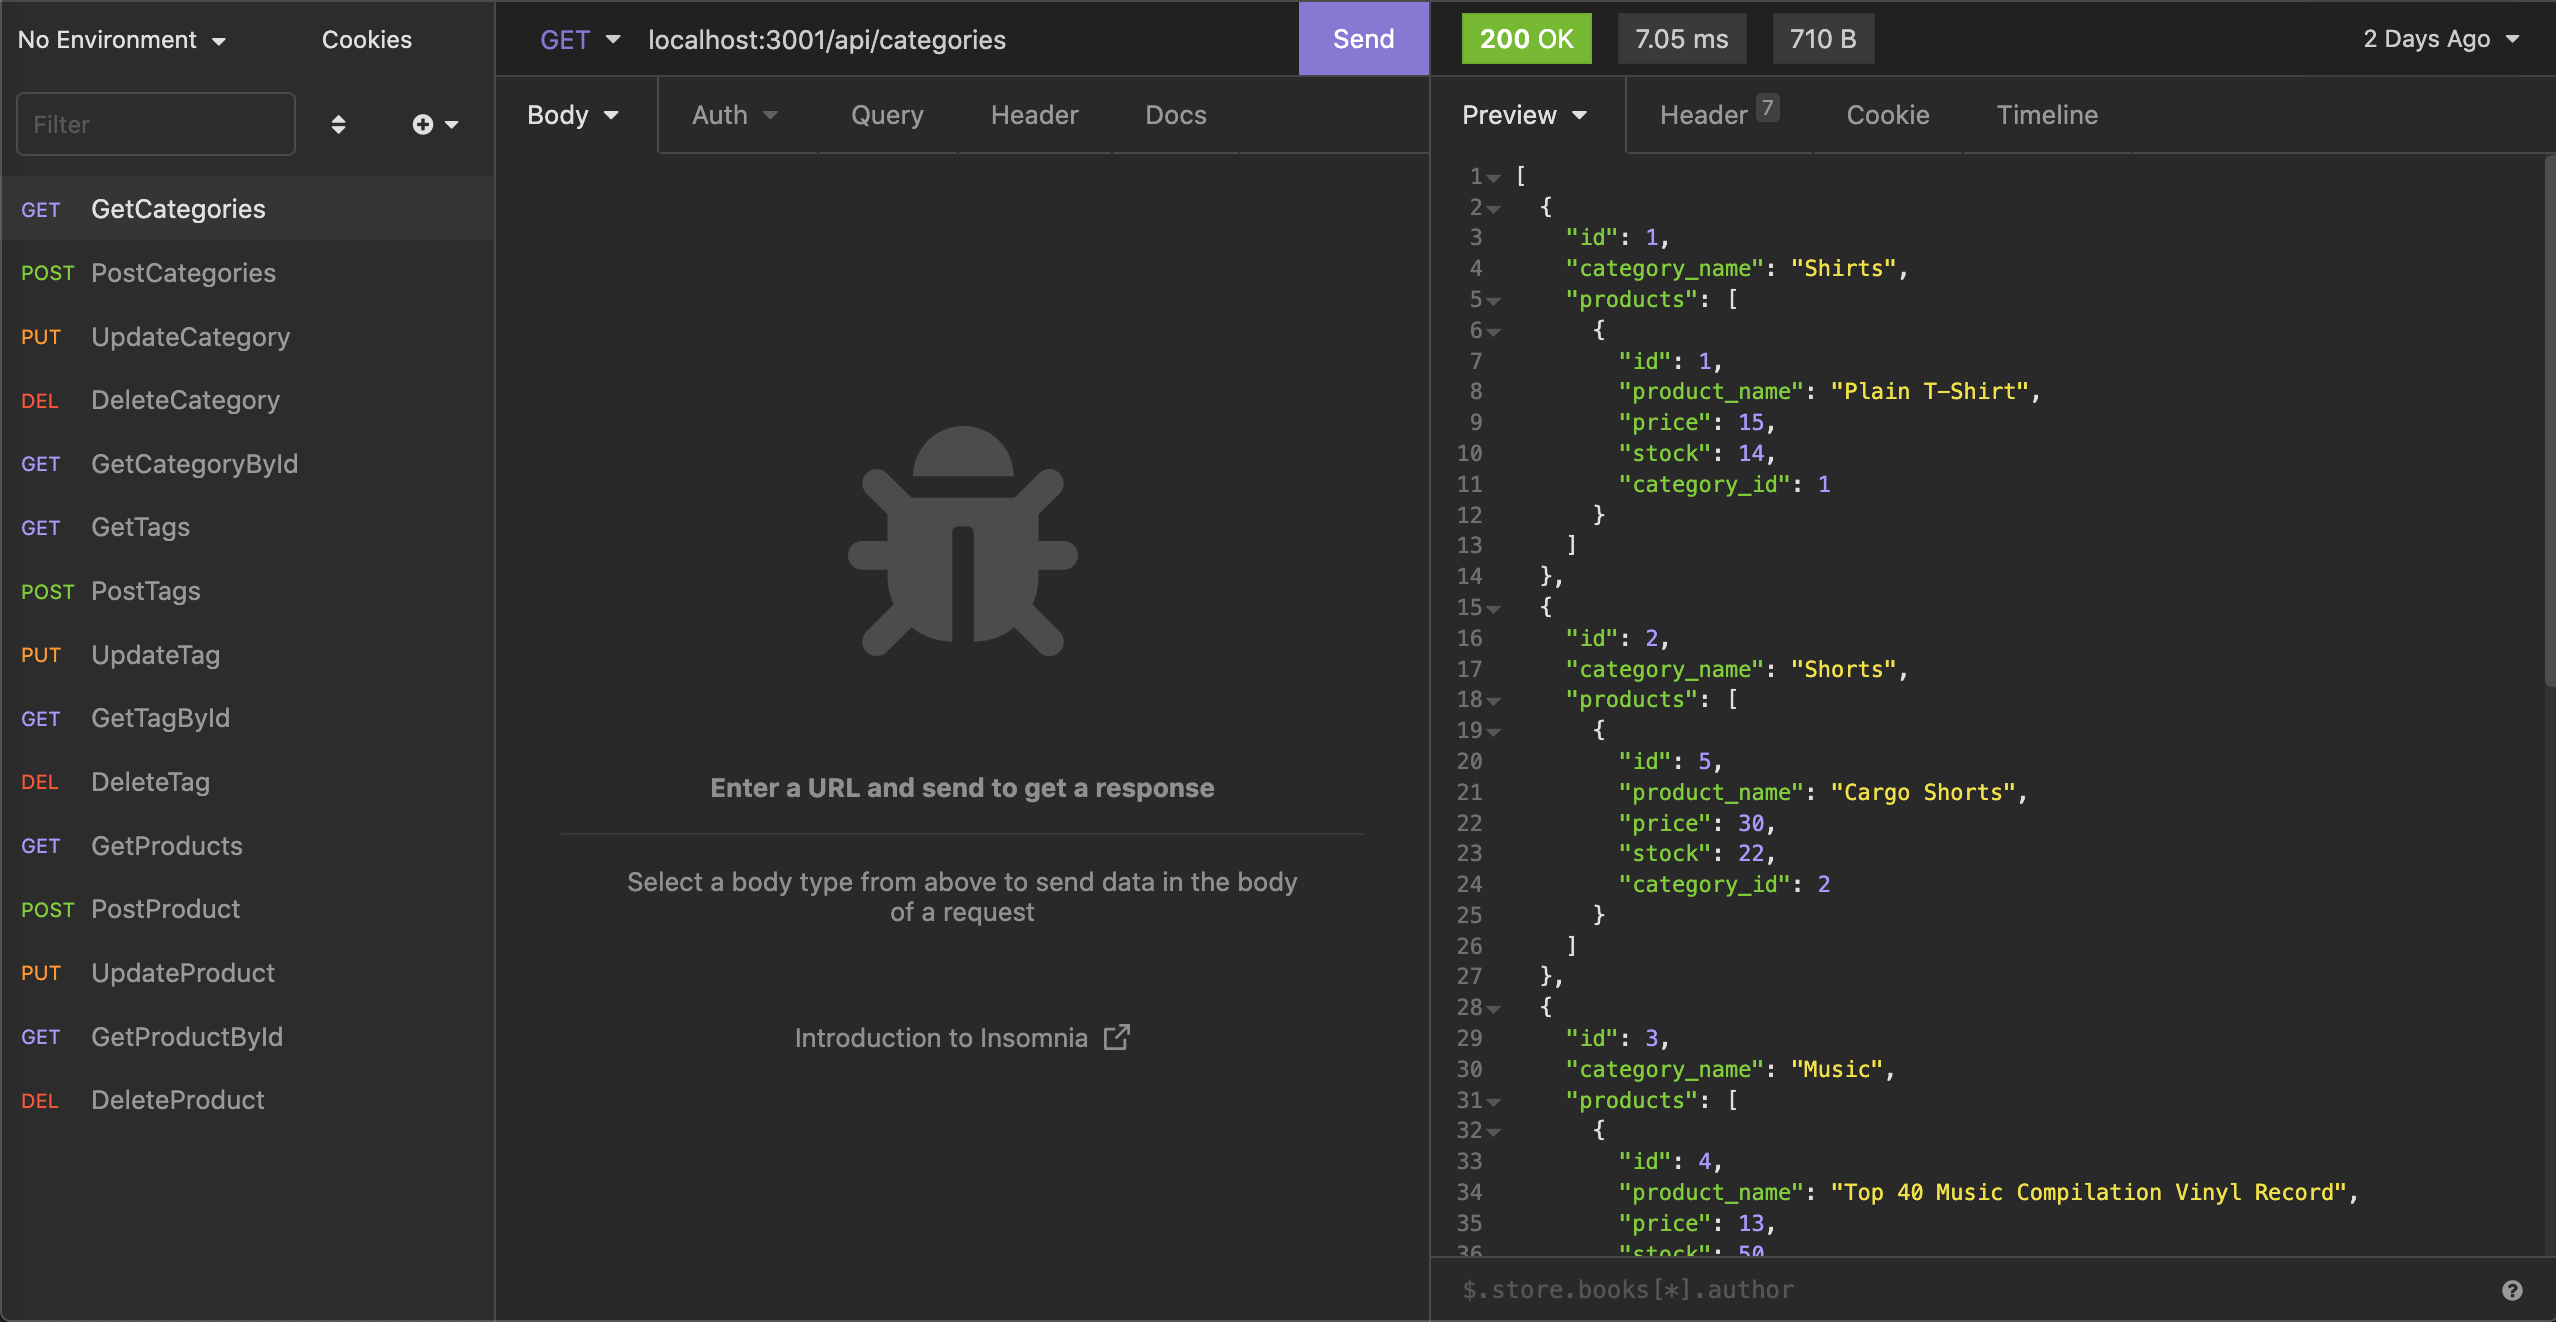 No Environment
Cookies
Filter
GET GetCategories
POST PostCategories
PUT UpdateCategory
DEL DeleteCategory
GET GetCategoryById
GET GetTags
POST PostTags
PUT UpdateTag
GET GetTagById
DEL DeleteTag
GET GetProducts
POST PostProduct
PUT UpdateProduct
GET GetProductById
DEL DeleteProduct
GET localhost:3001/api/categories Send
Body Auth Query Header Docs
Enter a URL and send to get a response
Select a body type from above to send data in the body
of a request
Introduction to Insomnia
200 OK 7.05 ms 710 B 2 Days Ago
Preview Header 7 Cookie Timeline
1 [
2 {
3 "id": 1,
4 "category_name": "Shirts",
5 "products": [
6 {
7 "id": 1,
8 "product_name": "Plain T-Shirt",
9 "price": 15,
10 "stock": 14,
11 "category_id": 1
12 }
13 ]
14 },
15 {
16 "id": 2,
17 "category_name": "Shorts",
18 "products": [
19 {
20 "id": 5,
21 "product_name": "Cargo Shorts",
22 "price": 30,
23 "stock": 22,
24 "category_id": 2
25 }
26 ]
27 },
28 {
29 "id": 3,
30 "category_name": "Music",
31 "products": [
32 {
33 "id": 4,
34 "product_name": "Top 40 Music Compilation Vinyl Record",
35 "price": 13,
36 "stock": 50
$.store.books[*].author